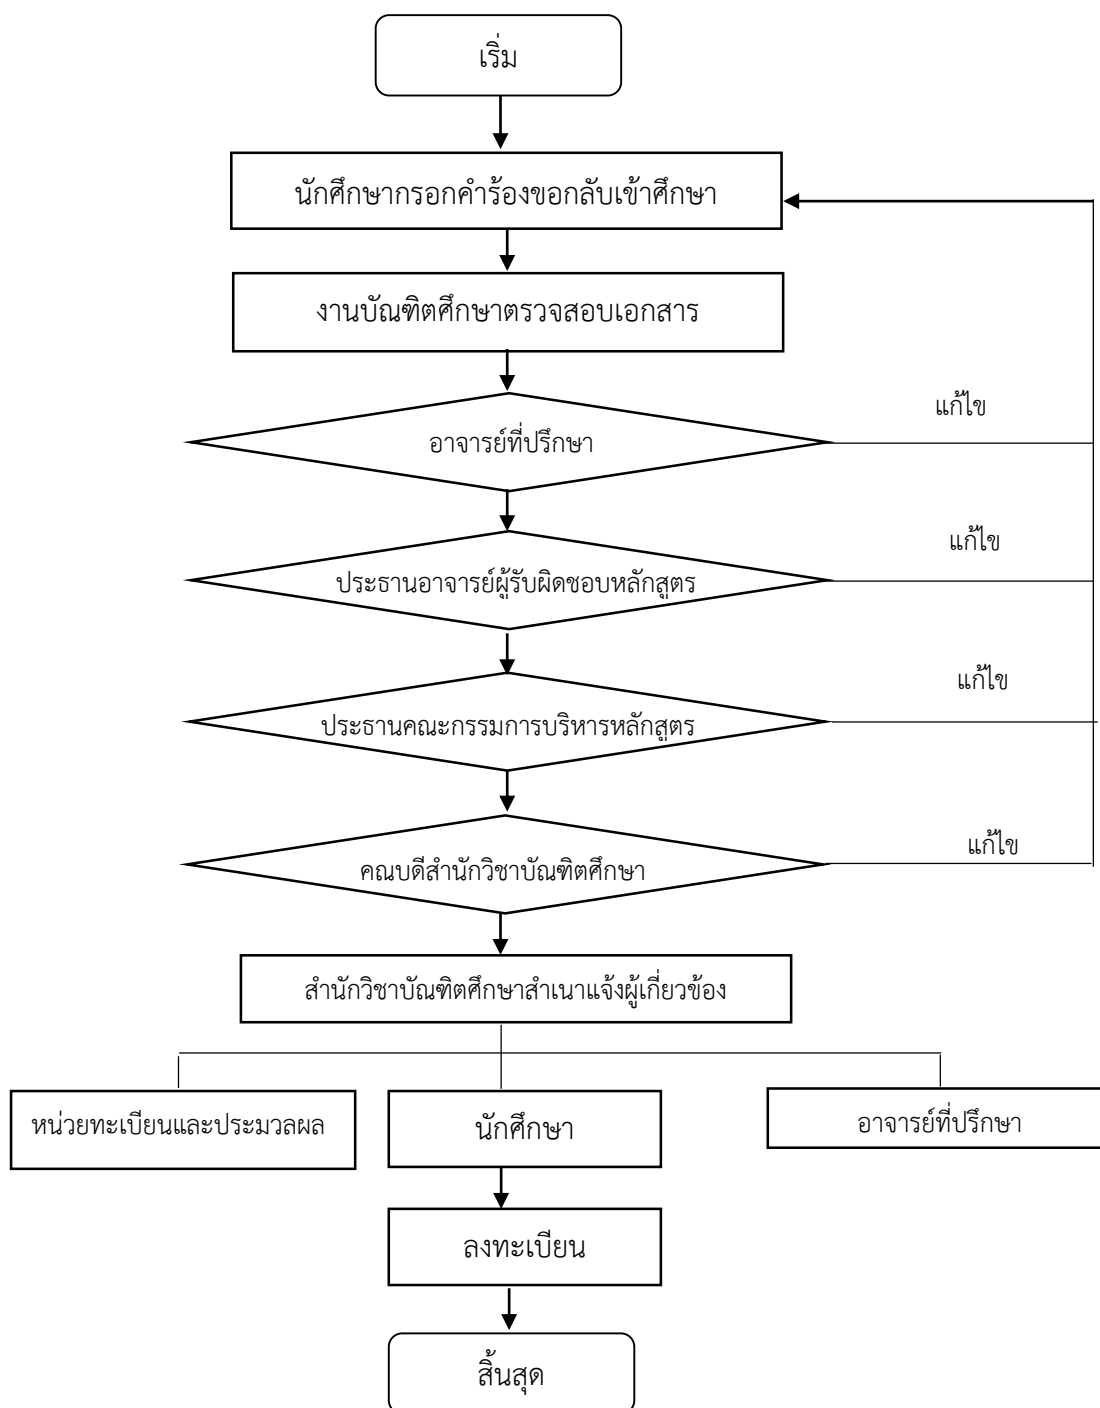 เริ่ม
นักศึกษากรอกคำร้องขอกลับเข้าศึกษา
งานบัณฑิตศึกษาตรวจสอบเอกสาร
แก้ไข
อาจารย์ที่ปรึกษา
แก้ไข
ประธานอาจารย์ผู้รับผิดชอบหลักสูตร
แก้ไข
ประธานคณะกรรมการบริหารหลักสูตร
แก้ไข
คณบดีสำนักวิชาบัณฑิตศึกษา
สำนักวิชาบัณฑิตศึกษาสำเนาแจ้งผู้เกี่ยวข้อง
หน่วยทะเบียนและประมวลผล
นักศึกษา
อาจารย์ที่ปรึกษา
ลงทะเบียน
สิ้นสุด